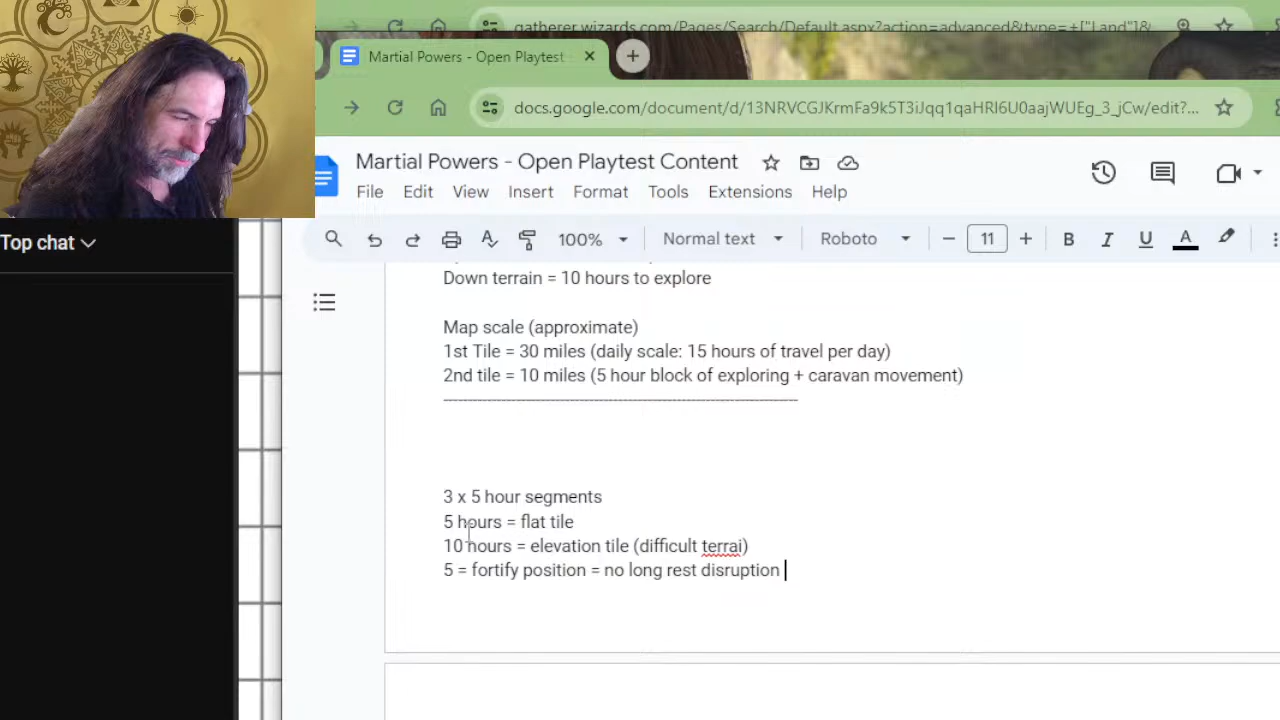 gatherer.wizards.com/Pages/Search/Default.aspx?action=advanced&type=+["Land"]&
Martial Powers - Open Playtest
docs.google.com/document/d/13NRVCGJKrmFa9k5T3iJqq1qaHRl6U0aajWUEg_3_jCw/edit?...
Martial Powers - Open Playtest Content
File Edit View Insert Format Tools Extensions Help
Top chat
100% Normal text Roboto 11 B I U A
Down terrain = 10 hours to explore
Map scale (approximate)
1st Tile = 30 miles (daily scale: 15 hours of travel per day)
2nd tile = 10 miles (5 hour block of exploring + caravan movement)
3 x 5 hour segments
5 hours = flat tile
10 hours = elevation tile (difficult terrai)
5 = fortify position = no long rest disruption